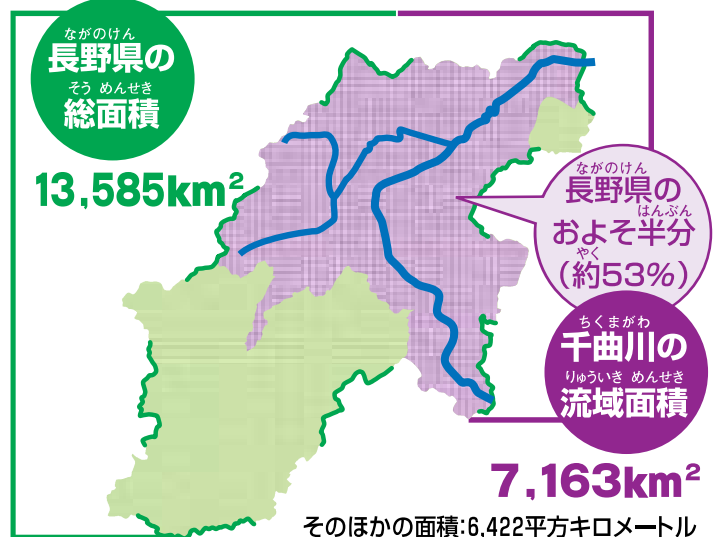 ながのけん
長野県の
そう めんせき
総面積
13,585km²
ながのけん
長野県の
はんぶん
およそ半分
やく
(約53%)
ちくまがわ
千曲川の
りゅういき めんせき
流域面積
7,163km²
そのほかの面積:6,422平方キロメートル